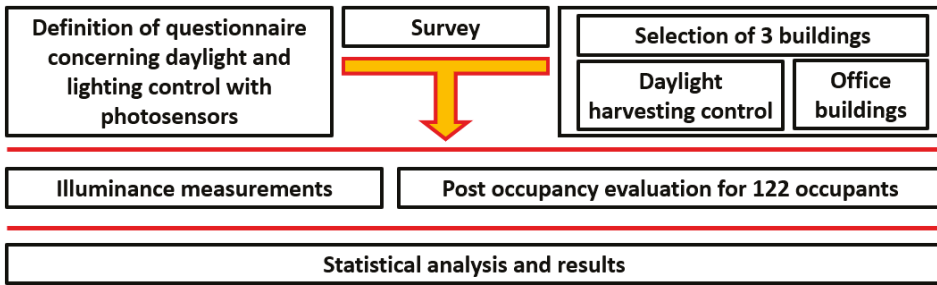 Definition of questionnaire
concerning daylight and
lighting control with
photosensors
Survey
Selection of 3 buildings
Daylight
harvesting control
Office
buildings
Illuminance measurements
Post occupancy evaluation for 122 occupants
Statistical analysis and results